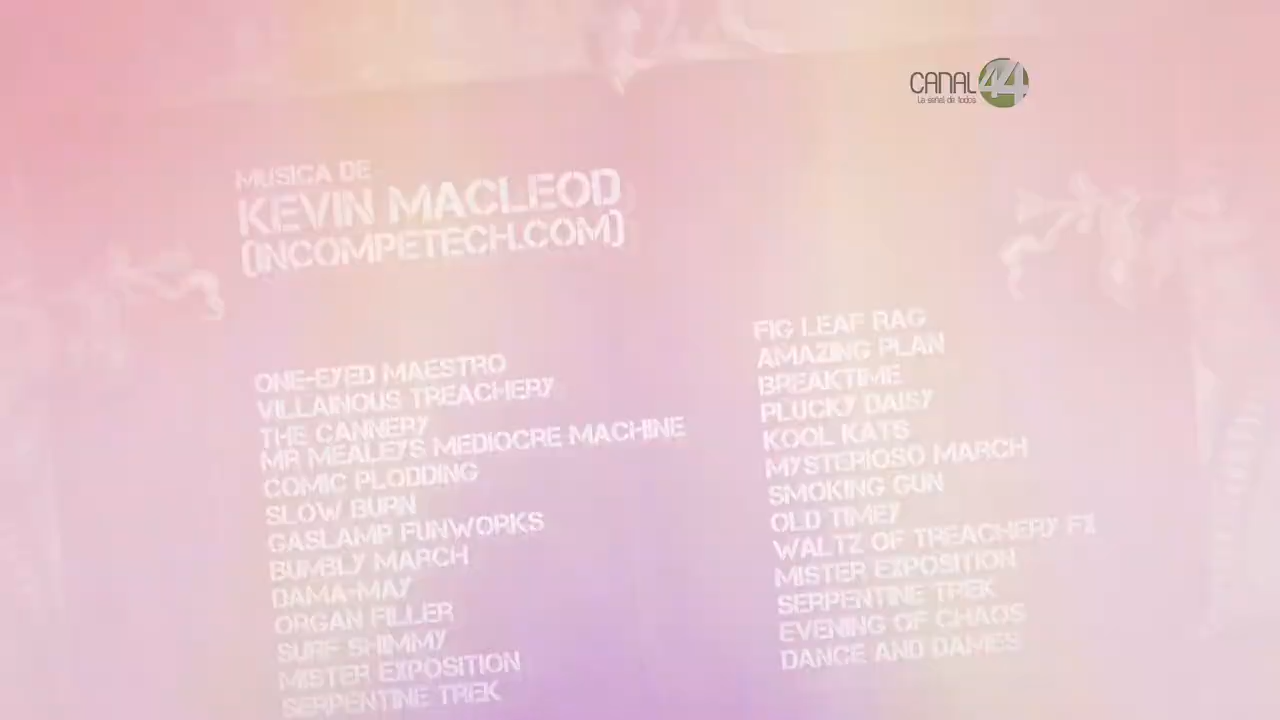 CANAL 44
La señal de todos
MUSICA DE
KEVIN MACLEOD
(INCOMPETECH.COM)
ONE-EYED MAESTRO
VILLAINOUS TREACHERY
THE CANNERY
MR MEALEYS MEDIOCRE MACHINE
COMIC PLODDING
SLOW BURN
GASLAMP FUNWORKS
BUMBLY MARCH
DAMA-MAY
ORGAN FILLER
SURF SHIMMY
MISTER EXPOSITION
SERPENTINE TREK
FIG LEAF RAG
AMAZING PLAN
BREAKTIME
PLUCKY DAISY
KOOL KATS
MYSTERIOSO MARCH
SMOKING GUN
OLD TIMEY
WALTZ OF TREACHERY
MISTER EXPOSITION
SERPENTINE TREK
EVENING OF CHAOS
DANCE AND DAMES